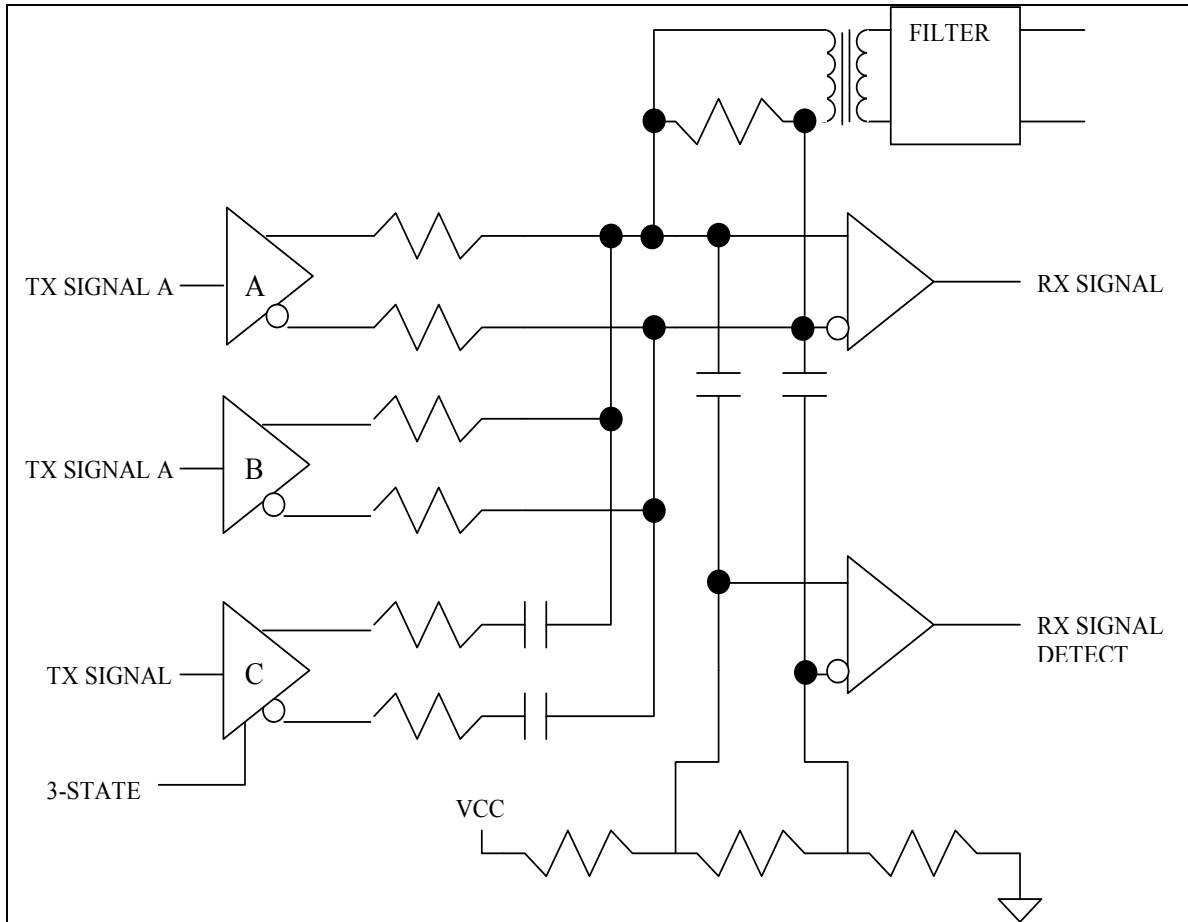 FILTER
TX SIGNAL A
A
RX SIGNAL
TX SIGNAL A
B
TX SIGNAL
C
RX SIGNAL
DETECT
3-STATE
VCC